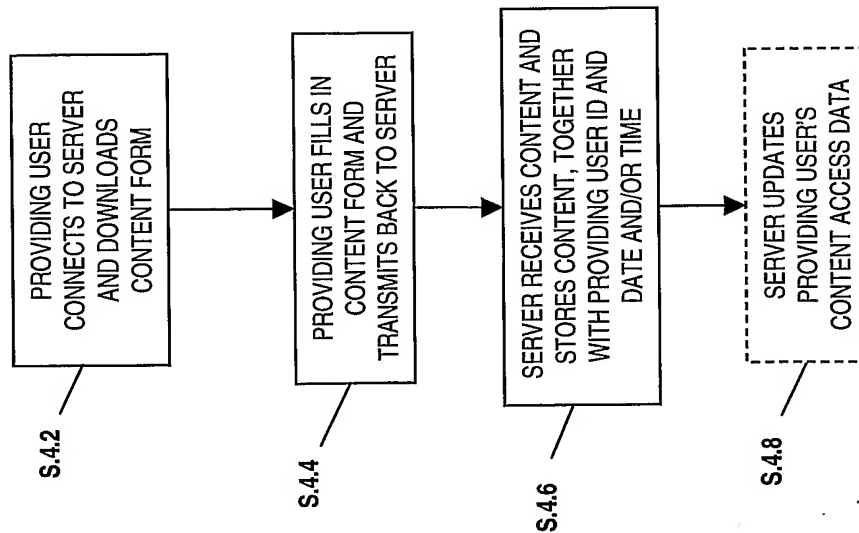 PROVIDING USER
CONNECTS TO SERVER
AND DOWNLOADS
CONTENT FORM
S.4.2
PROVIDING USER FILLS IN
CONTENT FORM AND
TRANSMITS BACK TO SERVER
S.4.4
SERVER RECEIVES CONTENT AND
STORES CONTENT, TOGETHER
WITH PROVIDING USER ID AND
DATE AND/OR TIME
S.4.6
SERVER UPDATES
PROVIDING USER'S
CONTENT ACCESS DATA
S.4.8